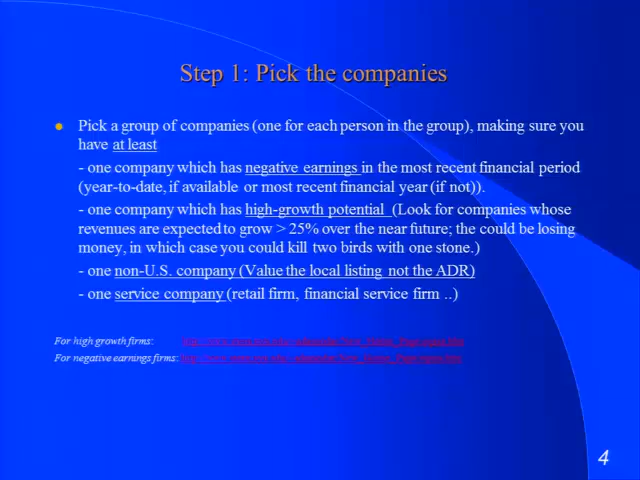 Step 1: Pick the companies
Pick a group of companies (one for each person in the group), making sure you
have at least
- one company which has negative earnings in the most recent financial period
(year-to-date, if available or most recent financial year (if not)).
- one company which has high-growth potential (Look for companies whose
revenues are expected to grow > 25% over the near future; the could be losing
money, in which case you could kill two birds with one stone.)
- one non-U.S. company (Value the local listing not the ADR)
- one service company (retail firm, financial service firm ..)
For high growth firms:
For negative earnings firms:
4